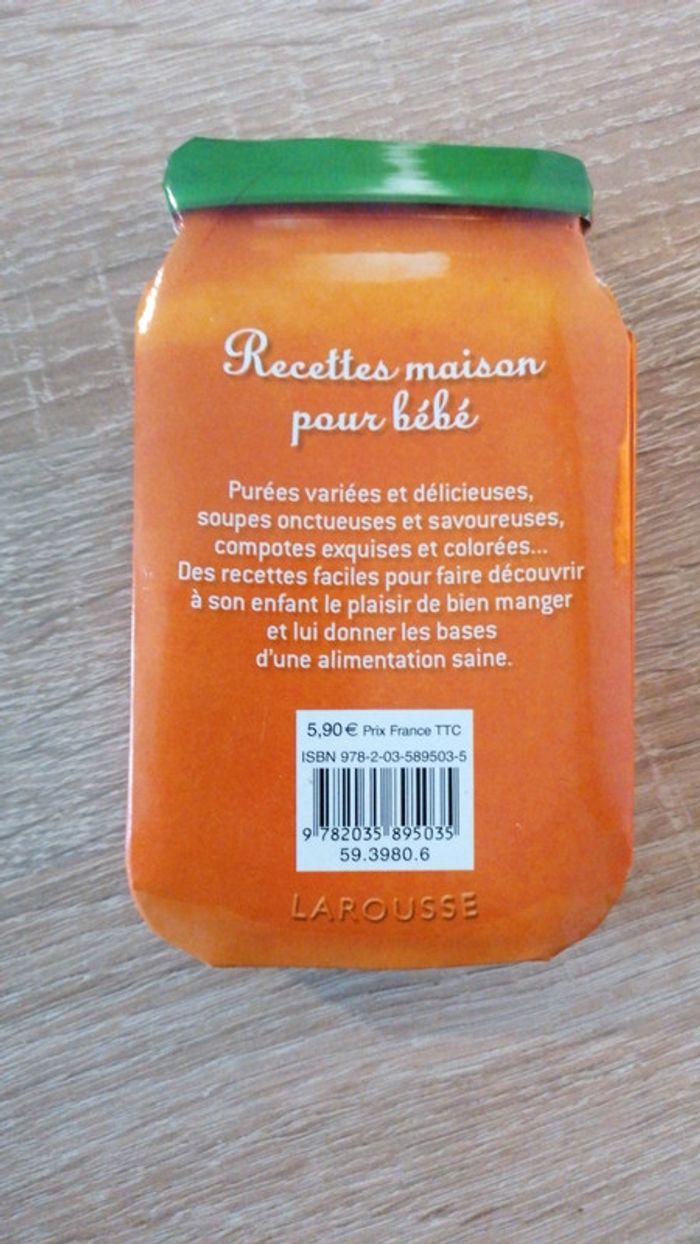 Recettes maison
pour bébé
Purées variées et délicieuses,
soupes onctueuses et savoureuses,
compotes exquises et colorées...
Des recettes faciles pour faire découvrir
à son enfant le plaisir de bien manger
et lui donner les bases
d'une alimentation saine.
5,90 € Prix France TTC
ISBN 978-2-03-589503-5
9 782035 895035
59.3980.6
LAROUSSE